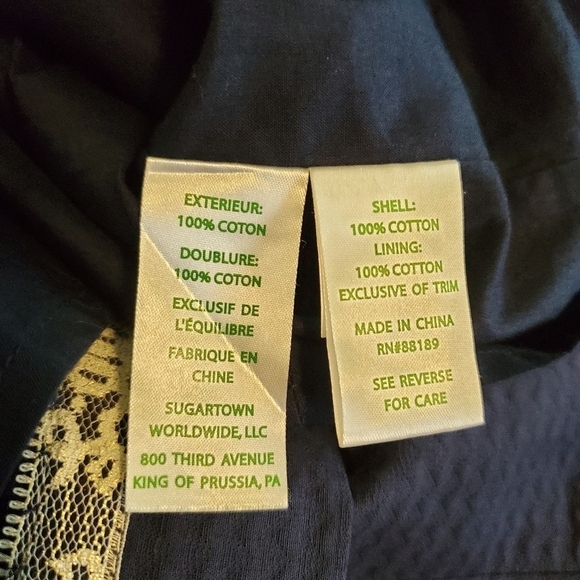 EXTERIEUR:
100% COTON
DOUBLURE:
100% COTON
EXCLUSIF DE
L'ÉQUILIBRE
FABRIQUE EN
CHINE
SUGARTOWN
WORLDWIDE, LLC
800 THIRD AVENUE
KING OF PRUSSIA, PA
SHELL:
100% COTTON
LINING:
100% COTTON
EXCLUSIVE OF TRIM
MADE IN CHINA
RN#88189
SEE REVERSE
FOR CARE